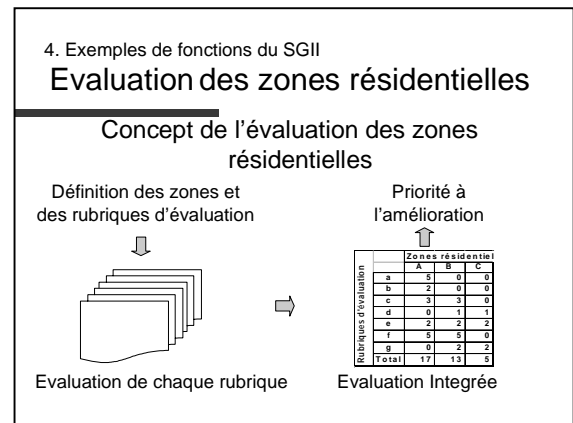 4. Exemples de fonctions du SGII
Evaluation des zones résidentielles
Concept de l'évaluation des zones
résidentielles
Définition des zones et
des rubriques d'évaluation
Priorité à
l'amélioration
Zones résidentiel
A B C
a 5 0 0
b 2 0 0
c 3 3 0
d 0 1 1
e 2 2 2
f 5 5 0
g 0 2 2
Total 17 13 5
Rubriques d'évaluation
Evaluation de chaque rubrique
Evaluation Integrée